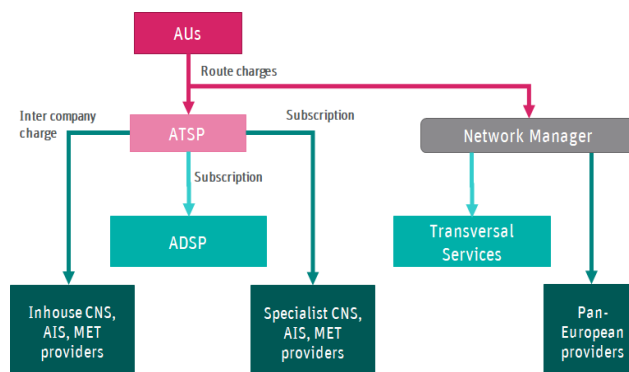 AUs
Route charges
Inter company
charge
Subscription
ATSP
Network Manager
Subscription
ADSP
Transversal
Services
Inhouse CNS,
AIS, MET
providers
Specialist CNS,
AIS, MET
providers
Pan-
European
providers